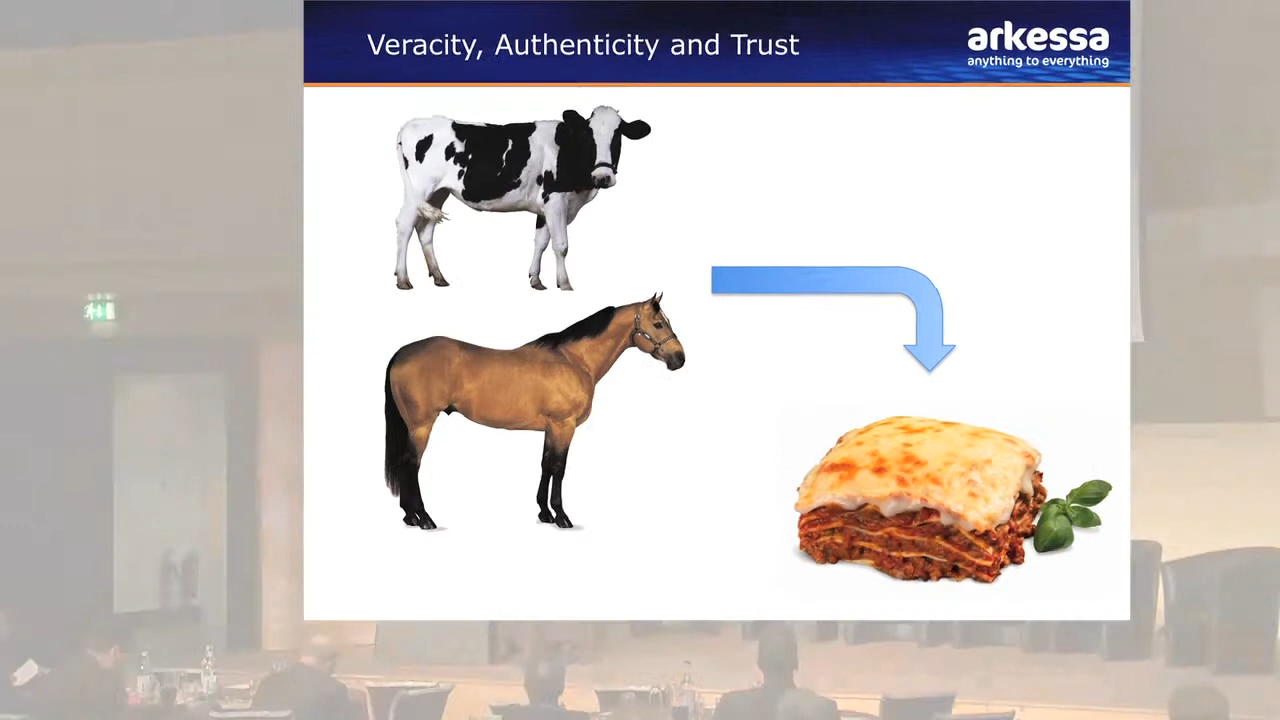 Veracity, Authenticity and Trust
arkessa
anything to everything